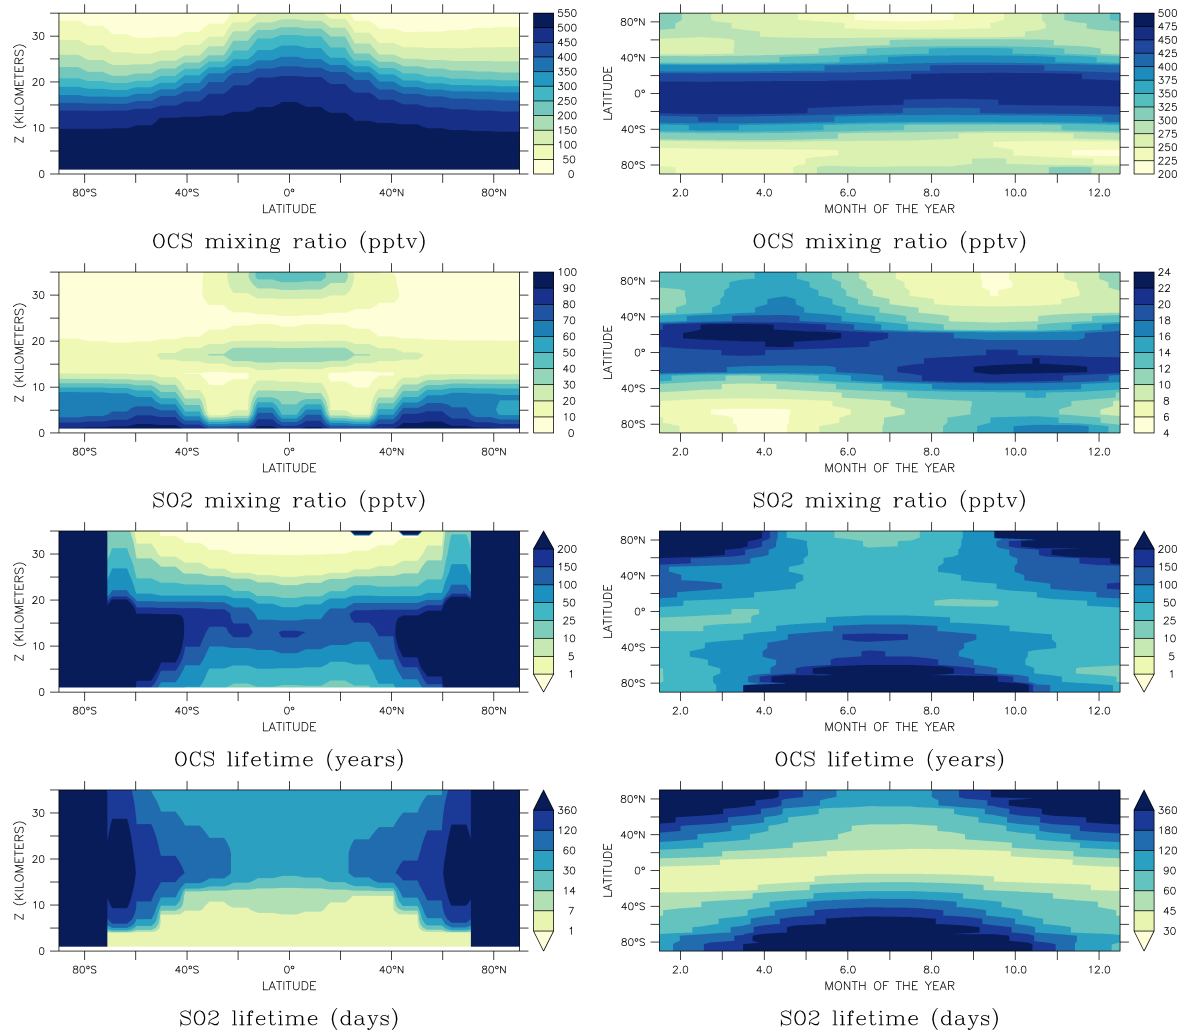 550
500
450
400
350
300
250
200
150
100
50
0
30
20
10
0
Z (KILOMETERS)
80°S 40°S 0° 40°N 80°N
LATITUDE
OCS mixing ratio (pptv)
500
475
450
425
400
375
350
325
300
275
250
225
200
80°N
40°N
0°
40°S
80°S
LATITUDE
2.0 4.0 6.0 8.0 10.0 12.0
MONTH OF THE YEAR
OCS mixing ratio (pptv)
100
90
80
70
60
50
40
30
20
10
0
30
20
10
0
Z (KILOMETERS)
80°S 40°S 0° 40°N 80°N
LATITUDE
SO2 mixing ratio (pptv)
24
22
20
18
16
14
12
10
8
6
4
80°N
40°N
0°
40°S
80°S
LATITUDE
2.0 4.0 6.0 8.0 10.0 12.0
MONTH OF THE YEAR
SO2 mixing ratio (pptv)
200
150
100
50
25
10
5
1
30
20
10
0
Z (KILOMETERS)
80°S 40°S 0° 40°N 80°N
LATITUDE
OCS lifetime (years)
200
150
100
50
25
10
5
1
80°N
40°N
0°
40°S
80°S
LATITUDE
2.0 4.0 6.0 8.0 10.0 12.0
MONTH OF THE YEAR
OCS lifetime (years)
360
120
60
30
14
7
1
30
20
10
0
Z (KILOMETERS)
80°S 40°S 0° 40°N 80°N
LATITUDE
SO2 lifetime (days)
360
180
120
90
60
45
30
80°N
40°N
0°
40°S
80°S
LATITUDE
2.0 4.0 6.0 8.0 10.0 12.0
MONTH OF THE YEAR
SO2 lifetime (days)